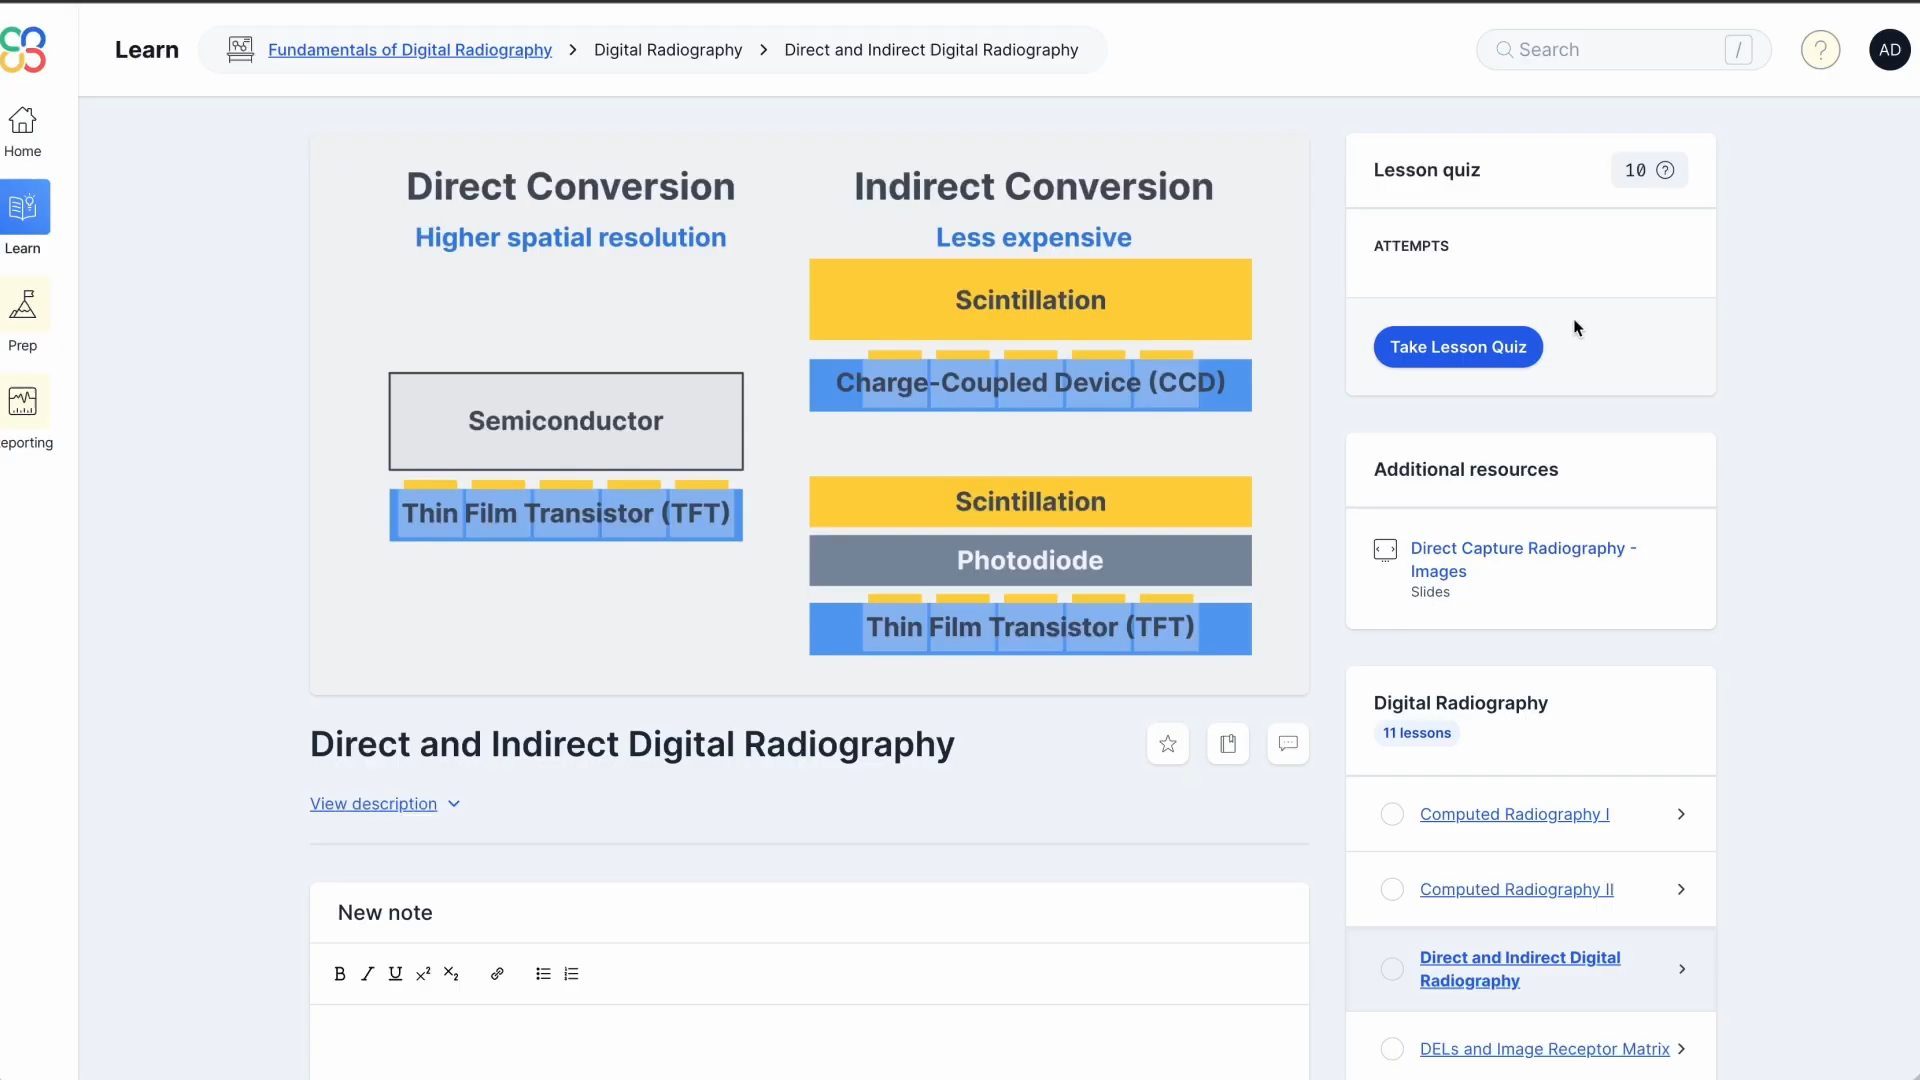 Learn
Fundamentals of Digital Radiography > Digital Radiography > Direct and Indirect Digital Radiography
Search /
?
AD
Home
Learn
Prep
eporting
Direct Conversion
Higher spatial resolution
Semiconductor
Thin Film Transistor (TFT)
Indirect Conversion
Less expensive
Scintillation
Charge-Coupled Device (CCD)
Scintillation
Photodiode
Thin Film Transistor (TFT)
Direct and Indirect Digital Radiography
View description
New note
B I U x² x₂
Lesson quiz
10 ?
ATTEMPTS
Take Lesson Quiz
Additional resources
Direct Capture Radiography -
Images
Slides
Digital Radiography
11 lessons
Computed Radiography I
Computed Radiography II
Direct and Indirect Digital
Radiography
DELs and Image Receptor Matrix